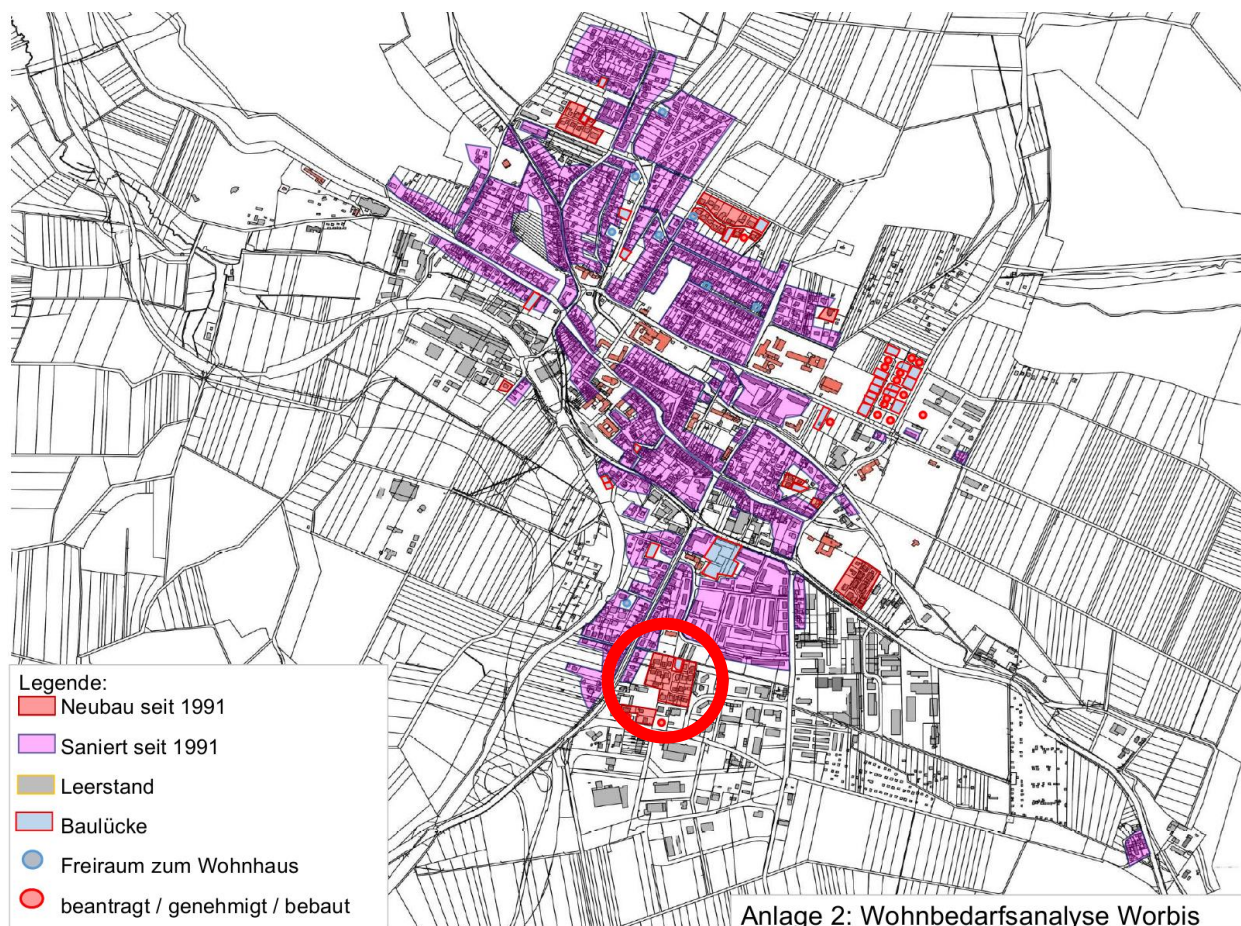 Legende:
Neubau seit 1991
Saniert seit 1991
Leerstand
Baulücke
Freiraum zum Wohnhaus
beantragt / genehmigt / bebaut
Anlage 2: Wohnbedarfsanalyse Worbis